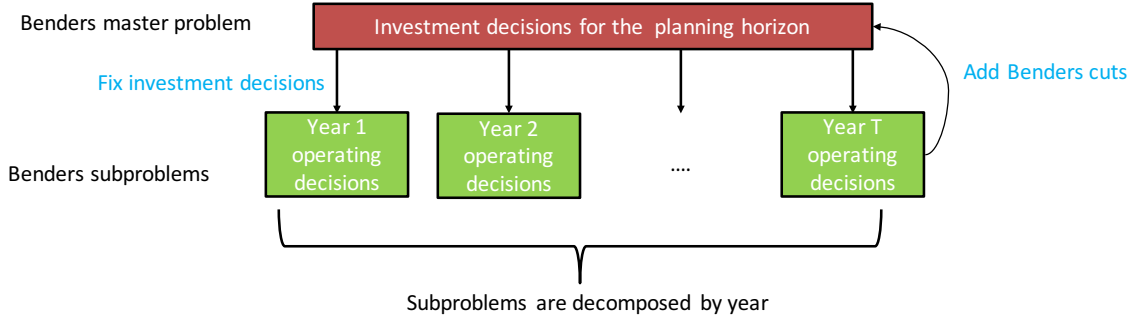 Benders master problem
Investment decisions for the planning horizon
Fix investment decisions
Add Benders cuts
Benders subproblems
Year 1
operating
decisions
Year 2
operating
decisions
....
Year T
operating
decisions
Subproblems are decomposed by year